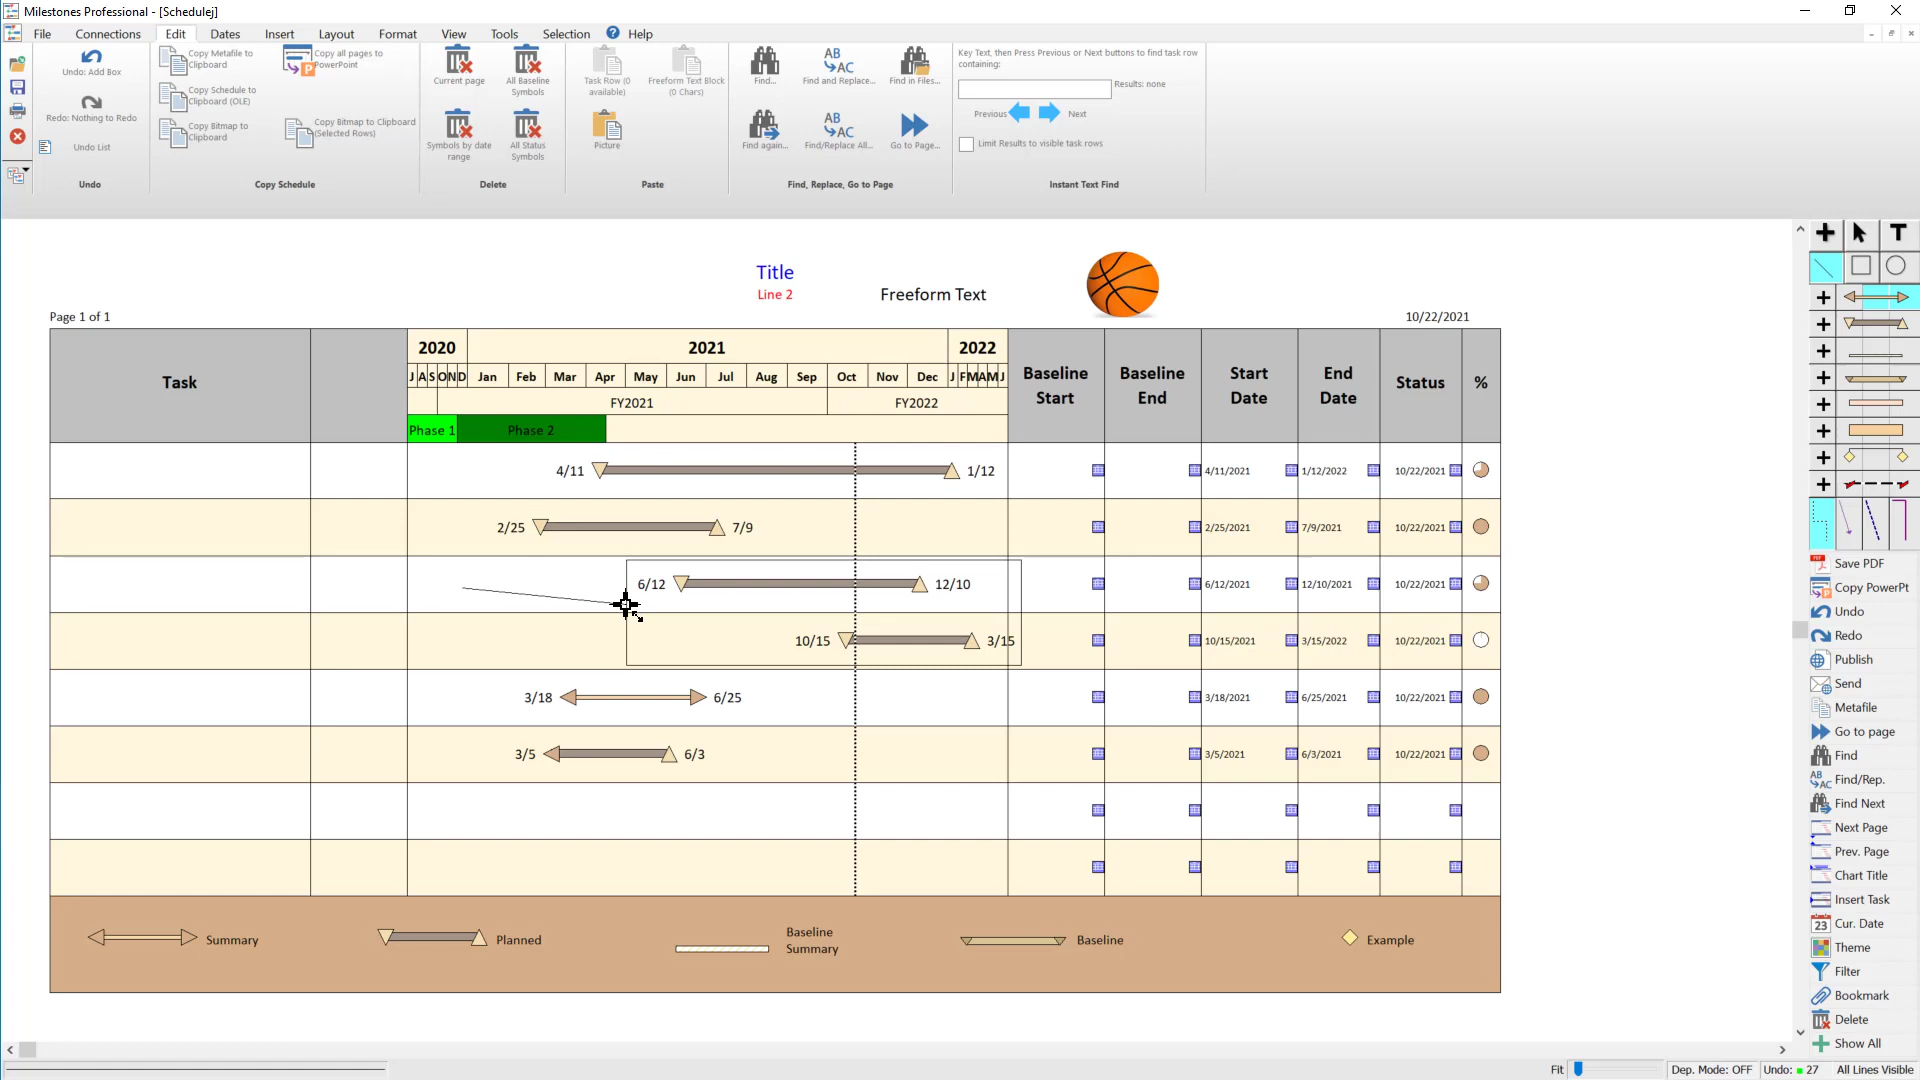 Milestones Professional - [Schedulej]
File Connections Edit Dates Insert Layout Format View Tools Selection ? Help
Undo: Add Box
Redo: Nothing to Redo
Undo List
Undo
Copy Metafile to
Clipboard
Copy Schedule to
Clipboard (OLE)
Copy Bitmap to
Clipboard
Copy all pages to
PowerPoint
Copy Bitmap to Clipboard
(Selected Rows)
Copy Schedule
Current page
All Baseline
Symbols
Symbols by date
range
All Status
Symbols
Delete
Task Row (0
available)
Freeform Text Block
(0 Chars)
Picture
Paste
Find...
AB
AC
Find and Replace...
Find in Files...
Find again...
AB
AC
Find/Replace All...
Go to Page...
Find, Replace, Go to Page
Key Text, then Press Previous or Next buttons to find task row
containing:
Results: none
Previous Next
Limit Results to visible task rows
Instant Text Find
Title
Line 2
Freeform Text
Page 1 of 1
10/22/2021
Task
2020 2021 2022
J A S O N D Jan Feb Mar Apr May Jun Jul Aug Sep Oct Nov Dec J F M A M J
FY2021 FY2022
Phase 1 Phase 2
Baseline
Start
Baseline
End
Start
Date
End
Date
Status
%
4/11 1/12 4/11/2021 1/12/2022 10/22/2021
2/25 7/9 2/25/2021 7/9/2021 10/22/2021
6/12 12/10 6/12/2021 12/10/2021 10/22/2021
10/15 3/15 10/15/2021 3/15/2022 10/22/2021
3/18 6/25 3/18/2021 6/25/2021 10/22/2021
3/5 6/3 3/5/2021 6/3/2021 10/22/2021
Summary
Planned
Baseline
Summary
Baseline
Example
T
PDF Save PDF
P Copy PowerPt
Undo
Redo
Publish
Send
Metafile
Go to page
Find
AB
AC Find/Rep.
Find Next
Next Page
Prev. Page
Chart Title
Insert Task
23 Cur. Date
Theme
Filter
Bookmark
Delete
Show All
Fit Dep. Mode: OFF Undo: 27 All Lines Visible